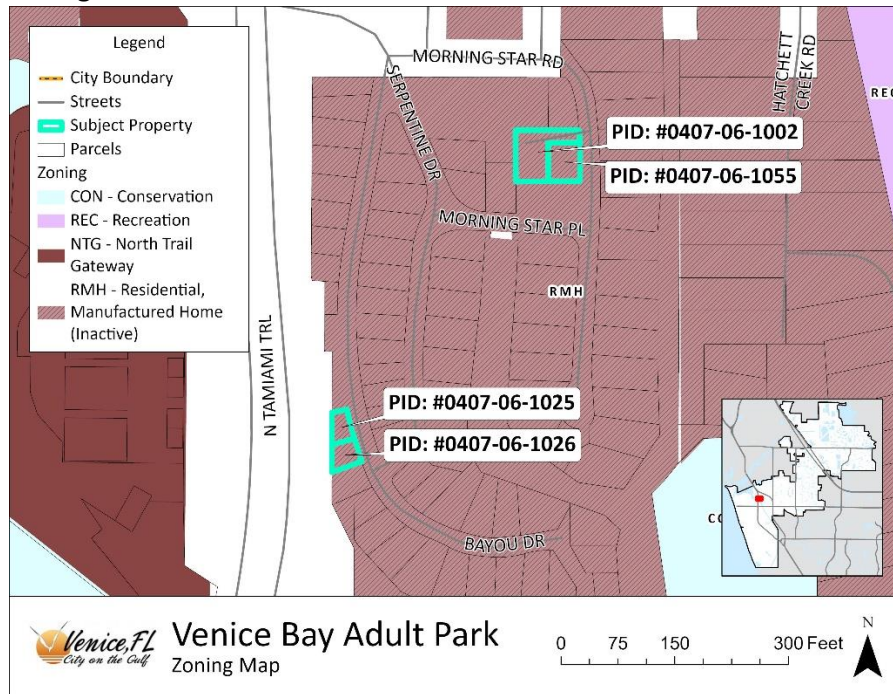 Legend
City Boundary
Streets
Subject Property
Parcels
Zoning
CON - Conservation
REC - Recreation
NTG - North Trail
Gateway
RMH - Residential,
Manufactured Home
(Inactive)
MORNING STAR RD
SERPENTINE DR
HATCHETT
CREEK RD
REC
PID: #0407-06-1002
PID: #0407-06-1055
MORNING STAR PL
RMH
N TAMIAMI TRL
PID: #0407-06-1025
PID: #0407-06-1026
BAYOU DR
Venice, FL
City on the Gulf
Venice Bay Adult Park
Zoning Map
0 75 150 300 Feet
N